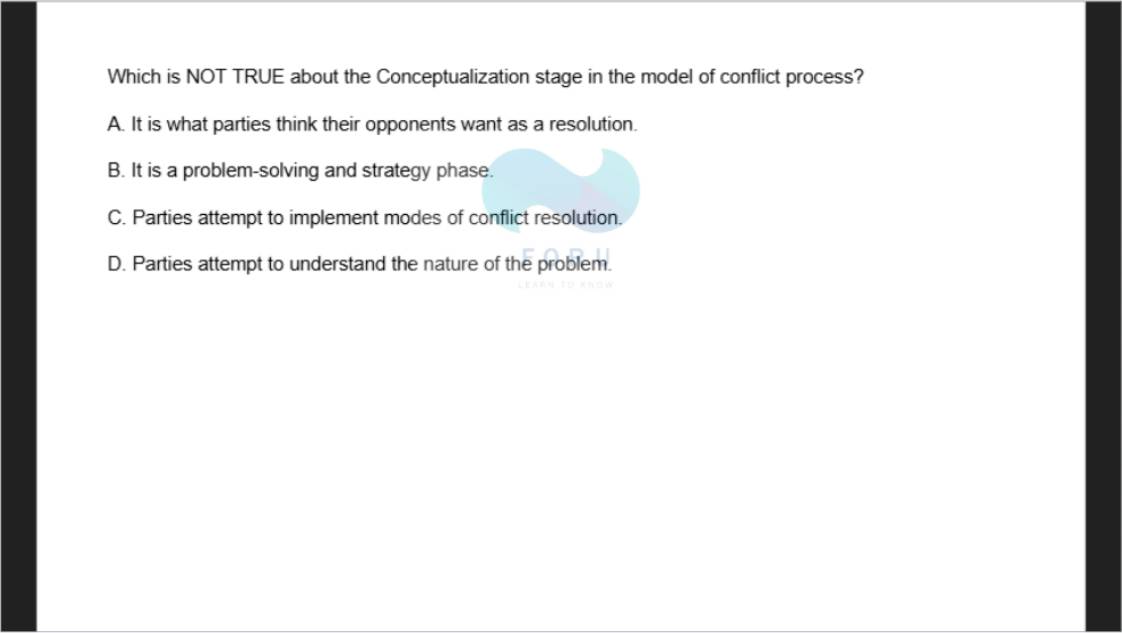 Which is NOT TRUE about the Conceptualization stage in the model of conflict process?
A. It is what parties think their opponents want as a resolution.
B. It is a problem-solving and strategy phase.
C. Parties attempt to implement modes of conflict resolution.
D. Parties attempt to understand the nature of the problem.
FORU
LEARN TO KNOW